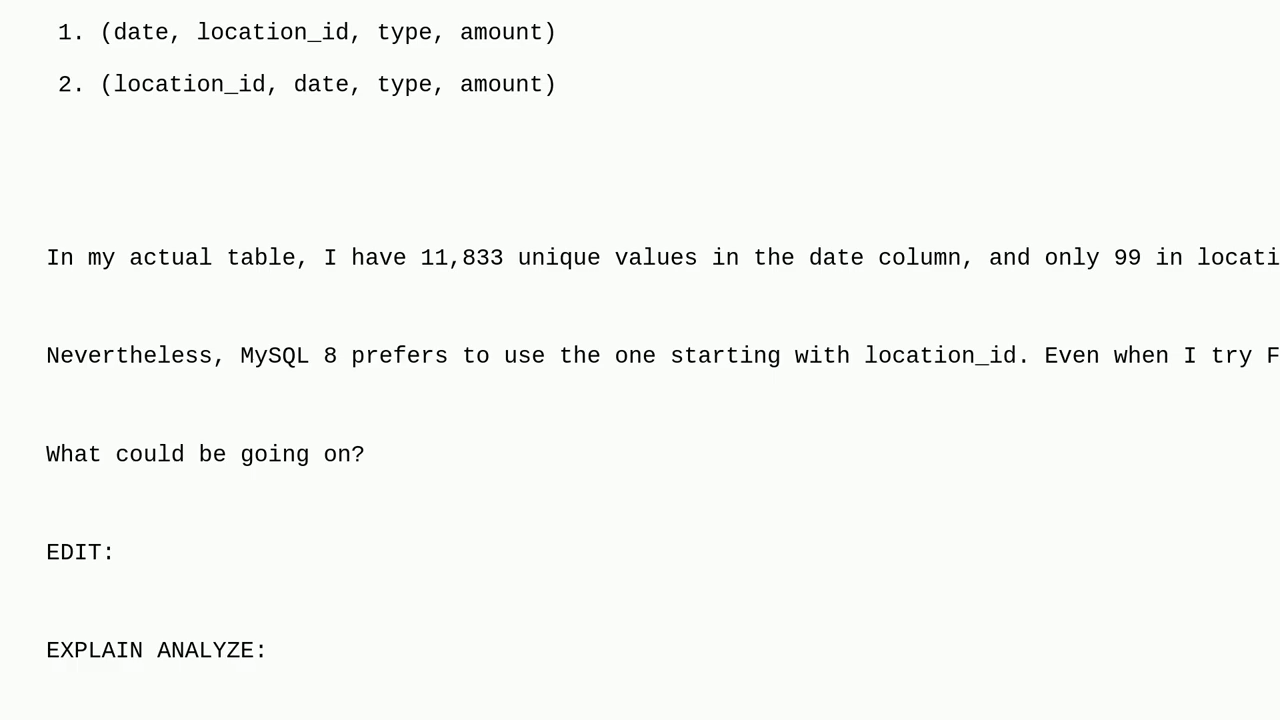 1. (date, location_id, type, amount)
2. (location_id, date, type, amount)
In my actual table, I have 11,833 unique values in the date column, and only 99 in locati
Nevertheless, MySQL 8 prefers to use the one starting with location_id. Even when I try F
What could be going on?
EDIT:
EXPLAIN ANALYZE: